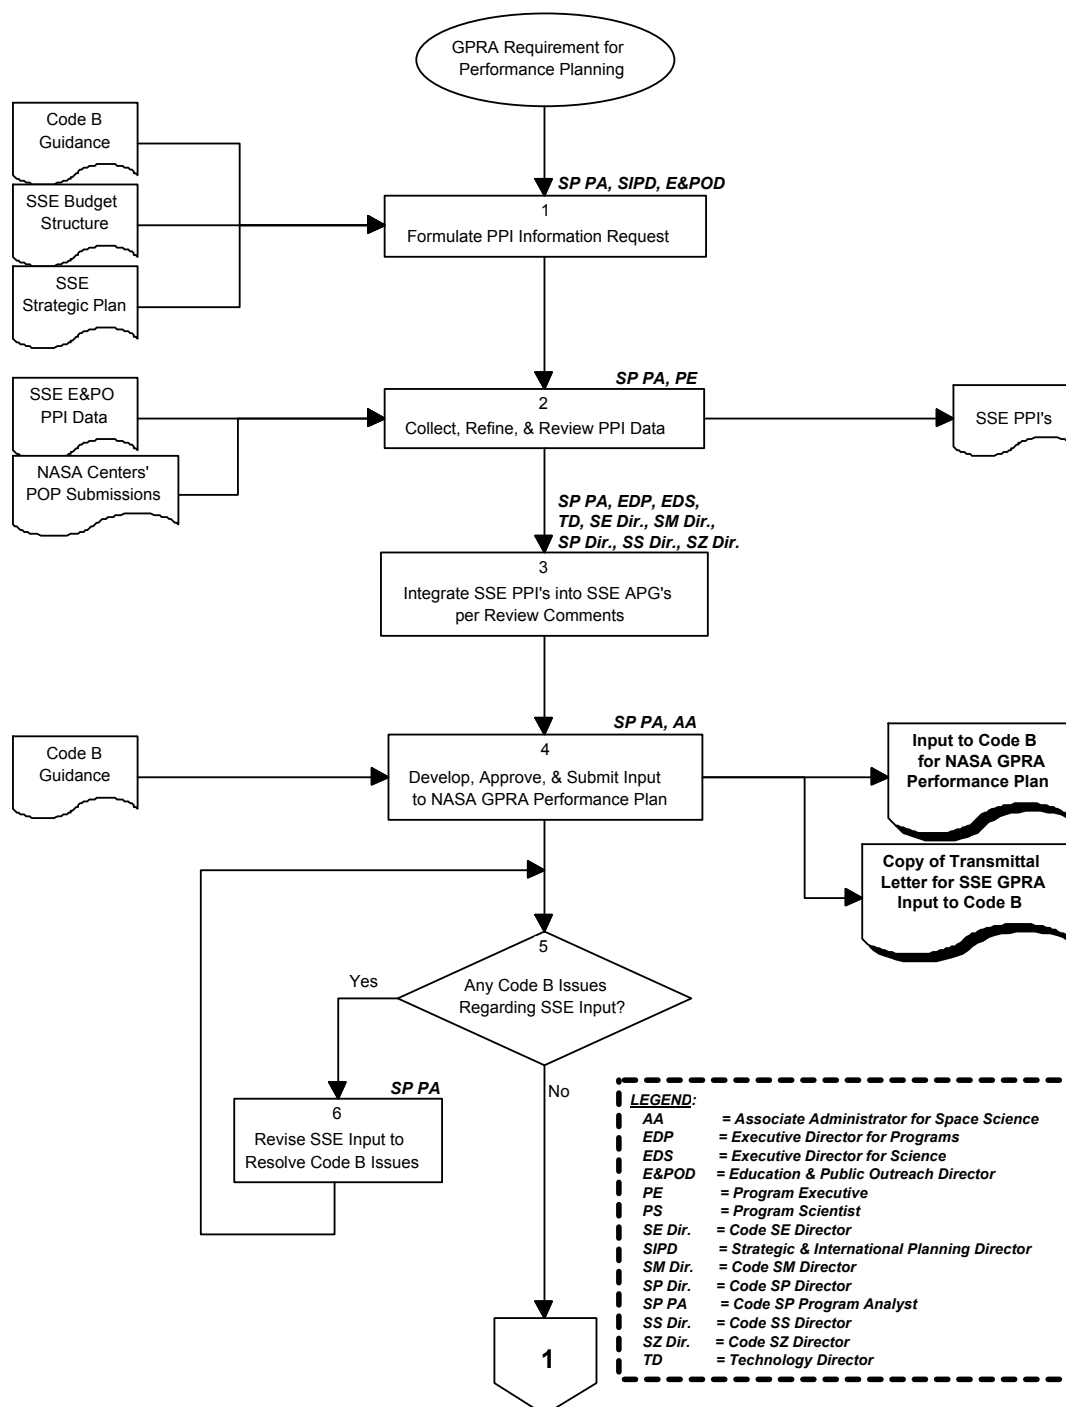 GPRA Requirement for
Performance Planning
Code B
Guidance
SP PA, SIPD, E&POD
SSE Budget
Structure
1
Formulate PPI Information Request
SSE
Strategic Plan
SP PA, PE
SSE E&PO
PPI Data
2
Collect, Refine, & Review PPI Data
SSE PPI's
NASA Centers'
POP Submissions
SP PA, EDP, EDS,
TD, SE Dir., SM Dir.,
SP Dir., SS Dir., SZ Dir.
3
Integrate SSE PPI's into SSE APG's
per Review Comments
SP PA, AA
Code B
Guidance
4
Develop, Approve, & Submit Input
to NASA GPRA Performance Plan
Input to Code B
for NASA GPRA
Performance Plan
Copy of Transmittal
Letter for SSE GPRA
Input to Code B
5
Any Code B Issues
Regarding SSE Input?
Yes
No
SP PA
6
Revise SSE Input to
Resolve Code B Issues
LEGEND:
AA = Associate Administrator for Space Science
EDP = Executive Director for Programs
EDS = Executive Director for Science
E&POD = Education & Public Outreach Director
PE = Program Executive
PS = Program Scientist
SE Dir. = Code SE Director
SIPD = Strategic & International Planning Director
SM Dir. = Code SM Director
SP Dir. = Code SP Director
SP PA = Code SP Program Analyst
SS Dir. = Code SS Director
SZ Dir. = Code SZ Director
TD = Technology Director
1